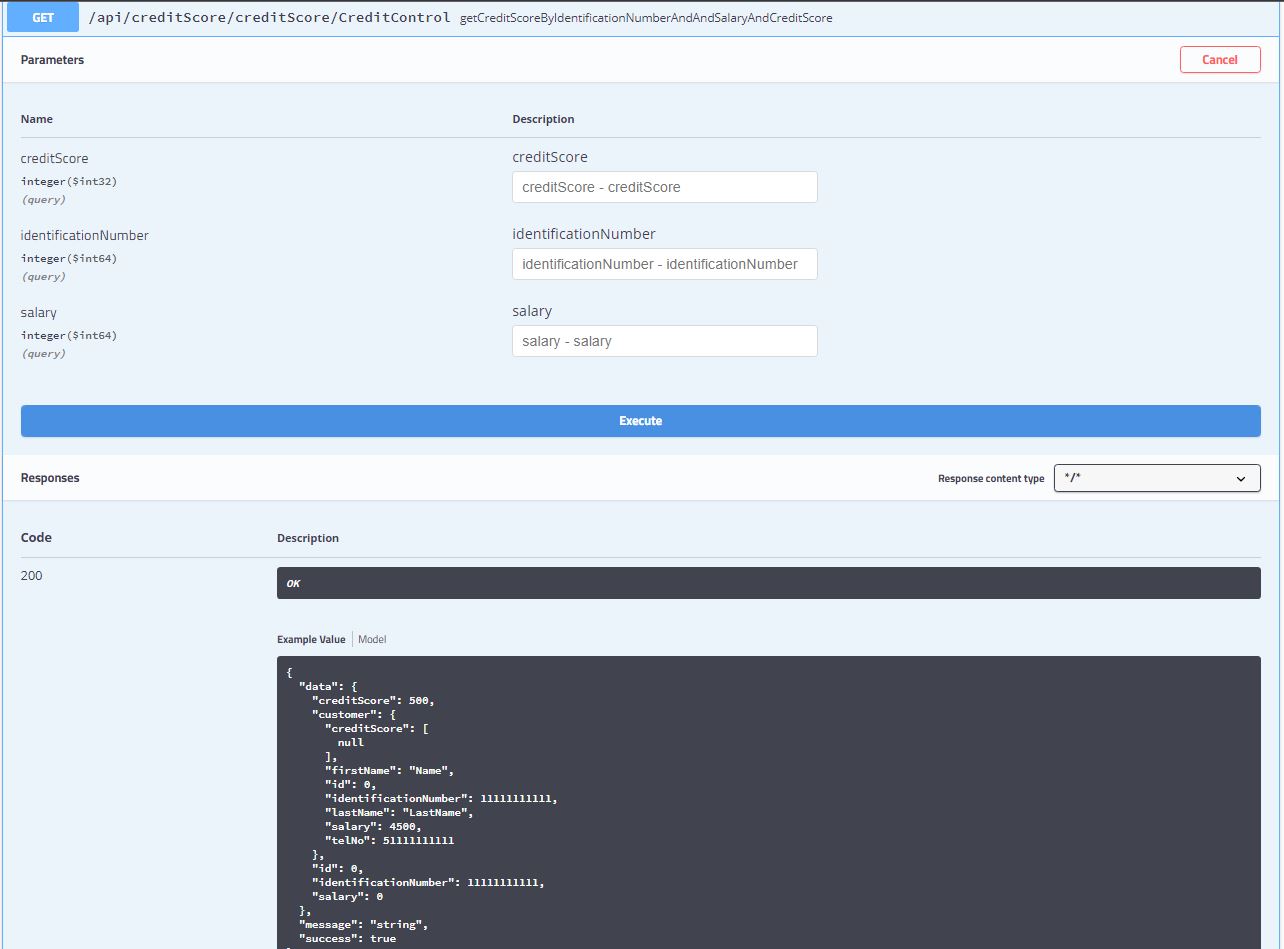 GET /api/creditScore/creditScore/CreditControl getCreditScoreByIdentificationNumberAndAndSalaryAndCreditScore
Parameters Cancel
Name Description
creditScore creditScore
integer($int32) creditScore - creditScore
(query)
identificationNumber identificationNumber
integer($int64) identificationNumber - identificationNumber
(query)
salary salary
integer($int64) salary - salary
(query)
Execute
Responses Response content type */*
Code Description
200 OK
Example Value Model
{
"data": {
"creditScore": 500,
"customer": {
"creditScore": [
null
],
"firstName": "Name",
"id": 0,
"identificationNumber": 11111111111,
"lastName": "LastName",
"salary": 4500,
"telNo": 51111111111
},
"id": 0,
"identificationNumber": 11111111111,
"salary": 0
},
"message": "string",
"success": true